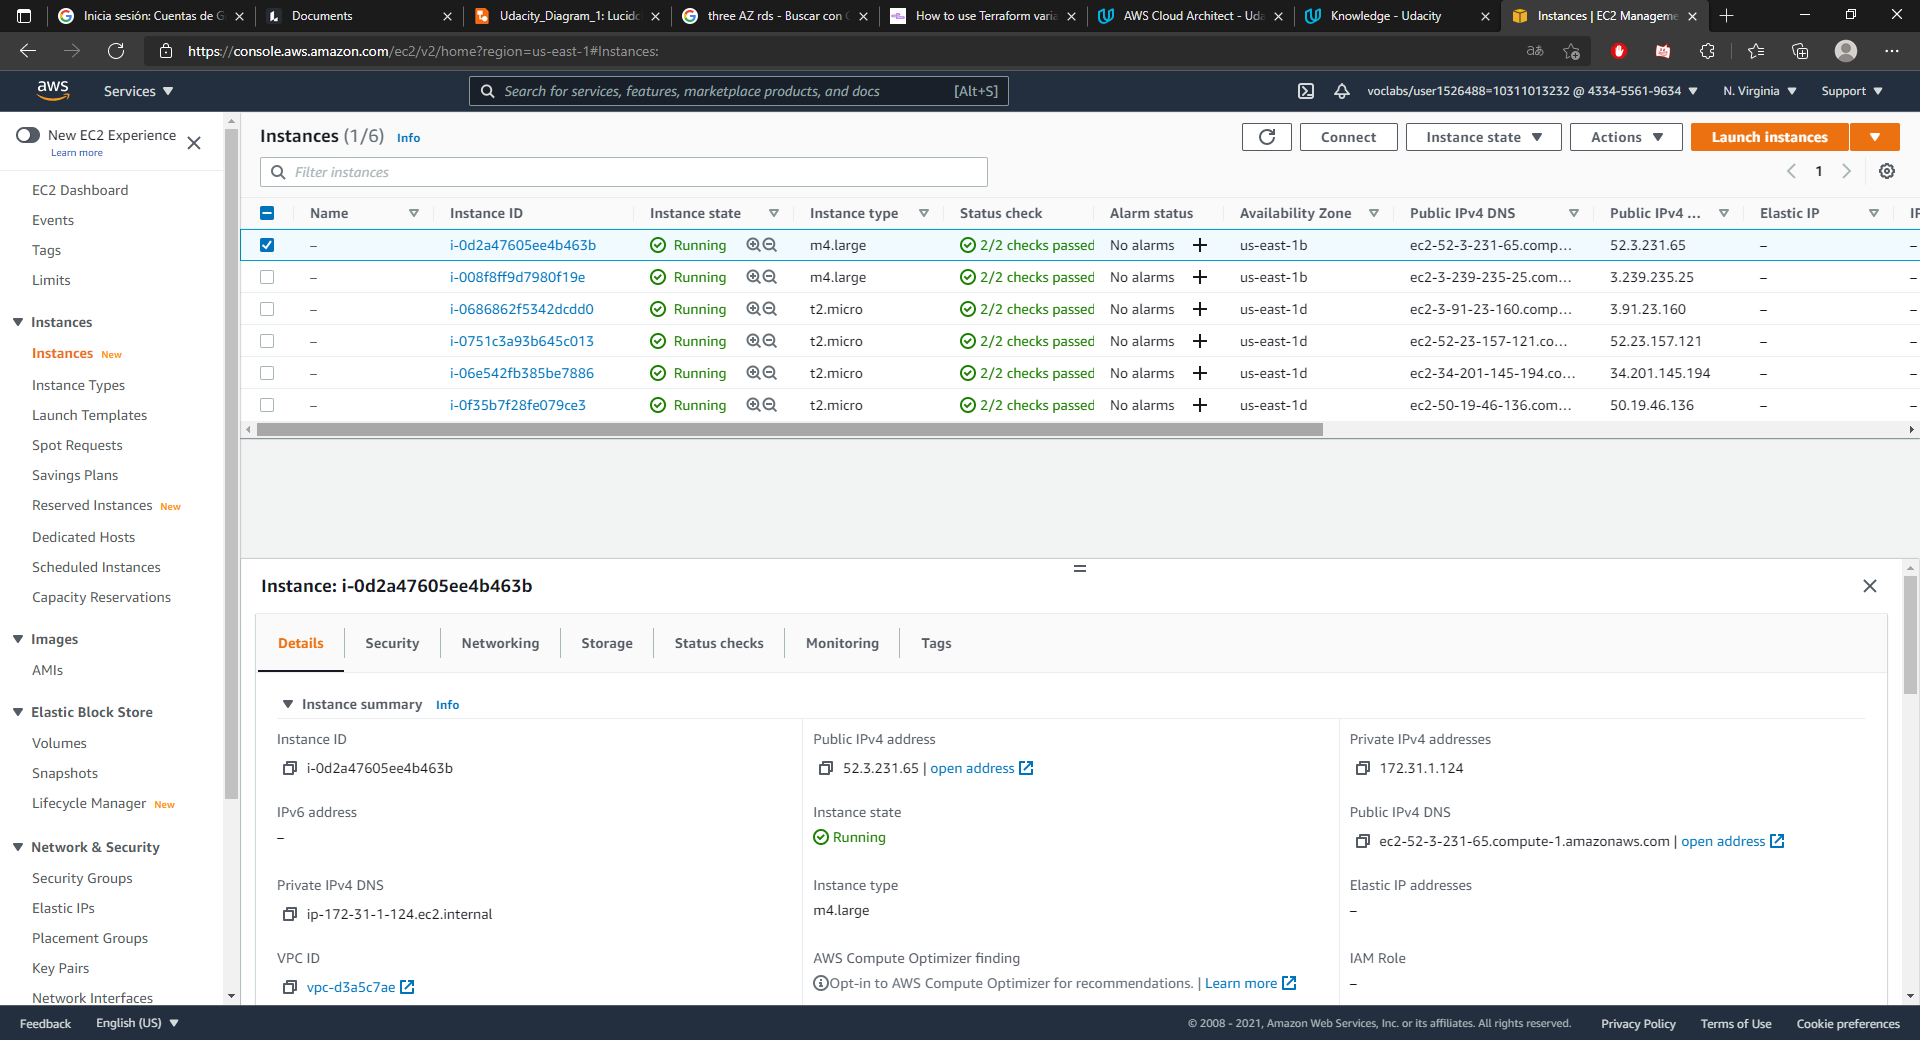 Inicia sesión: Cuentas de G
Documents
Udacity_Diagram_1: Lucidc
three AZ rds - Buscar con G
How to use Terraform varia
AWS Cloud Architect - Uda
Knowledge - Udacity
Instances | EC2 Manageme
https://console.aws.amazon.com/ec2/v2/home?region=us-east-1#Instances:
aws
Services
Search for services, features, marketplace products, and docs
[Alt+S]
voclabs/user1526488=10311013232 @ 4334-5561-9634
N. Virginia
Support
New EC2 Experience
Learn more
EC2 Dashboard
Events
Tags
Limits
Instances
Instances New
Instance Types
Launch Templates
Spot Requests
Savings Plans
Reserved Instances New
Dedicated Hosts
Scheduled Instances
Capacity Reservations
Images
AMIs
Elastic Block Store
Volumes
Snapshots
Lifecycle Manager New
Network & Security
Security Groups
Elastic IPs
Placement Groups
Key Pairs
Network Interfaces
Instances (1/6) Info
Connect
Instance state
Actions
Launch instances
Filter instances
1
Name Instance ID Instance state Instance type Status check Alarm status Availability Zone Public IPv4 DNS Public IPv4 ... Elastic IP IP
– i-0d2a47605ee4b463b Running m4.large 2/2 checks passed No alarms + us-east-1b ec2-52-3-231-65.comp... 52.3.231.65 – –
– i-008f8ff9d7980f19e Running m4.large 2/2 checks passed No alarms + us-east-1b ec2-3-239-235-25.com... 3.239.235.25 – –
– i-0686862f5342dcdd0 Running t2.micro 2/2 checks passed No alarms + us-east-1d ec2-3-91-23-160.comp... 3.91.23.160 – –
– i-0751c3a93b645c013 Running t2.micro 2/2 checks passed No alarms + us-east-1d ec2-52-23-157-121.co... 52.23.157.121 – –
– i-06e542fb385be7886 Running t2.micro 2/2 checks passed No alarms + us-east-1d ec2-34-201-145-194.co... 34.201.145.194 – –
– i-0f35b7f28fe079ce3 Running t2.micro 2/2 checks passed No alarms + us-east-1d ec2-50-19-46-136.com... 50.19.46.136 – –
Instance: i-0d2a47605ee4b463b
Details Security Networking Storage Status checks Monitoring Tags
Instance summary Info
Instance ID
i-0d2a47605ee4b463b
Public IPv4 address
52.3.231.65 | open address
Private IPv4 addresses
172.31.1.124
IPv6 address
–
Instance state
Running
Public IPv4 DNS
ec2-52-3-231-65.compute-1.amazonaws.com | open address
Private IPv4 DNS
ip-172-31-1-124.ec2.internal
Instance type
m4.large
Elastic IP addresses
–
VPC ID
vpc-d3a5c7ae
AWS Compute Optimizer finding
Opt-in to AWS Compute Optimizer for recommendations. | Learn more
IAM Role
–
Feedback
English (US)
© 2008 - 2021, Amazon Web Services, Inc. or its affiliates. All rights reserved.
Privacy Policy
Terms of Use
Cookie preferences